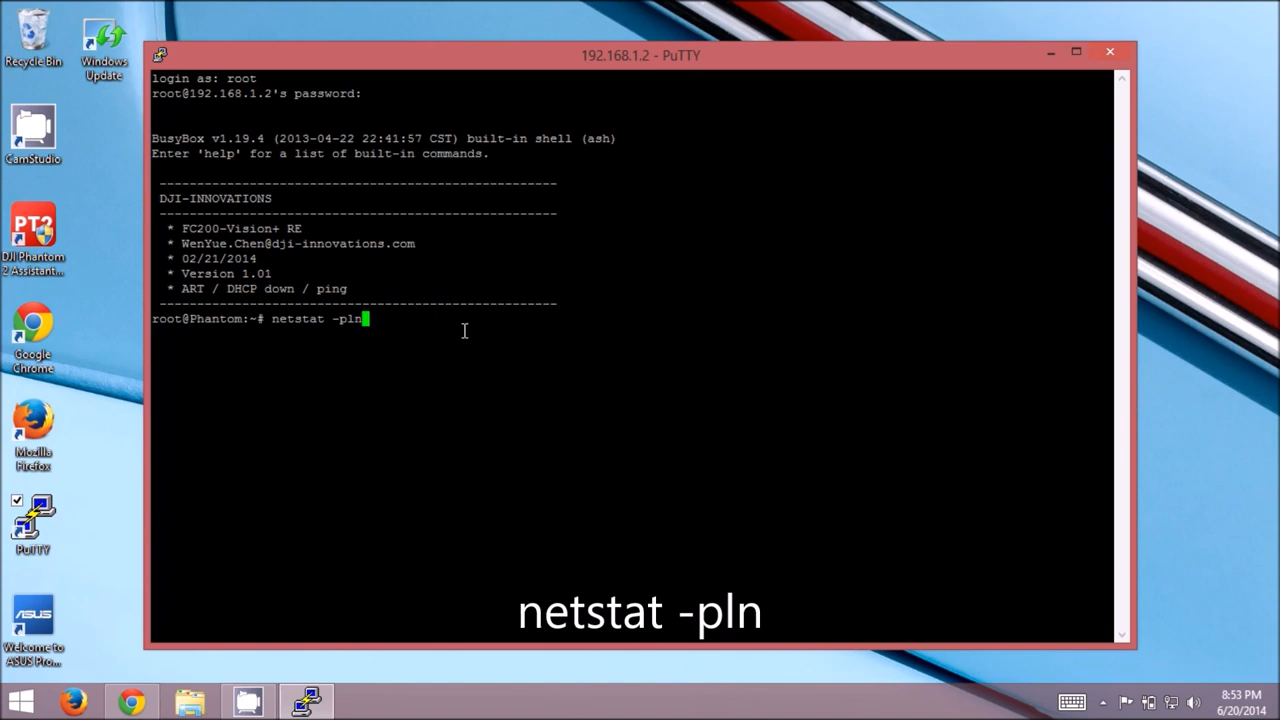 Recycle Bin
Windows
Update
CamStudio
PT2
DJI Phantom
2 Assistant...
Google
Chrome
Mozilla
Firefox
PuTTY
ASUS
Welcome to
ASUS Pro...
192.168.1.2 - PuTTY
login as: root
root@192.168.1.2's password:
BusyBox v1.19.4 (2013-04-22 22:41:57 CST) built-in shell (ash)
Enter 'help' for a list of built-in commands.
-----------------------------------------------------
DJI-INNOVATIONS
-----------------------------------------------------
* FC200-Vision+ RE
* WenYue.Chen@dji-innovations.com
* 02/21/2014
* Version 1.01
* ART / DHCP down / ping
-----------------------------------------------------
root@Phantom:~# netstat -pln
netstat -pln
8:53 PM
6/20/2014